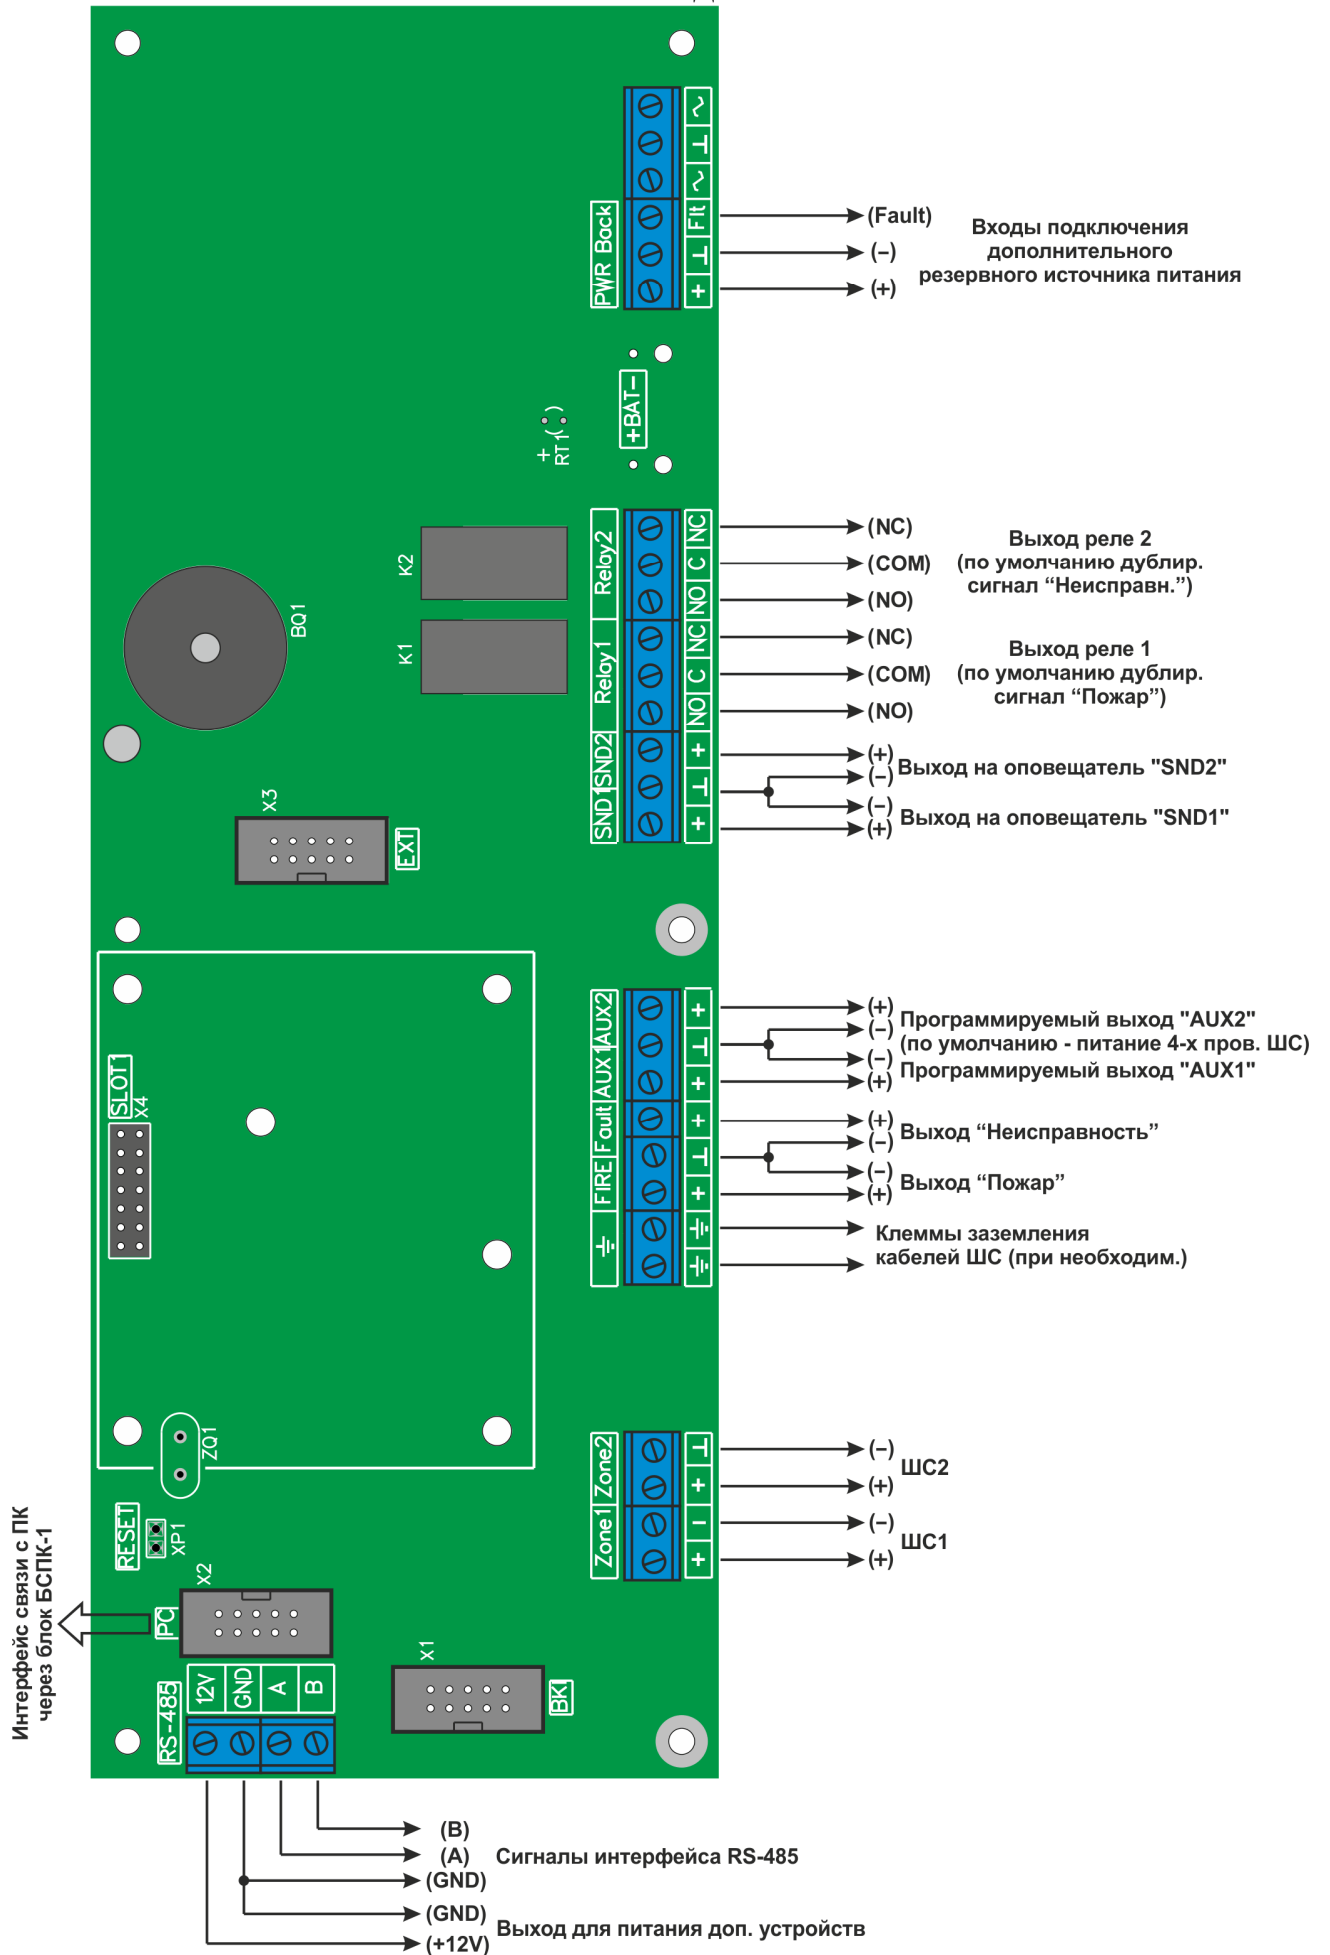 PWR Back
Flt
+
(Fault)
(–)
(+)
Входы подключения
дополнительного
резервного источника питания
+BAT–
+
RT1
( )
K2
K1
BQ1
Relay2
Relay1
SND2
SND1
NC
C
NO
NC
C
NO
+
+
(NC)
(COM)
(NO)
Выход реле 2
(по умолчанию дублир.
сигнал “Неисправн.”)
(NC)
(COM)
(NO)
Выход реле 1
(по умолчанию дублир.
сигнал “Пожар”)
(+)
(–)
Выход на оповещатель "SND2"
(–)
(+)
Выход на оповещатель "SND1"
X3
EXT
SLOT1
X4
AUX2
AUX1
Fault
FIRE
+
+
+
+
(+)
(–)
Программируемый выход "AUX2"
(по умолчанию - питание 4-х пров. ШС)
(–)
(+)
Программируемый выход "AUX1"
(+)
(–)
Выход “Неисправность”
(–)
(+)
Выход “Пожар”
Клеммы заземления
кабелей ШС (при необходим.)
ZQ1
Zone2
Zone1
+
–
+
(–)
(+)
ШС2
(–)
(+)
ШС1
RESET
XP1
X2
PC
Интерфейс связи с ПК
через блок БСПК-1
X1
BKI
RS-485
12V
GND
A
B
(B)
(A)
(GND)
Сигналы интерфейса RS-485
(GND)
(+12V)
Выход для питания доп. устройств